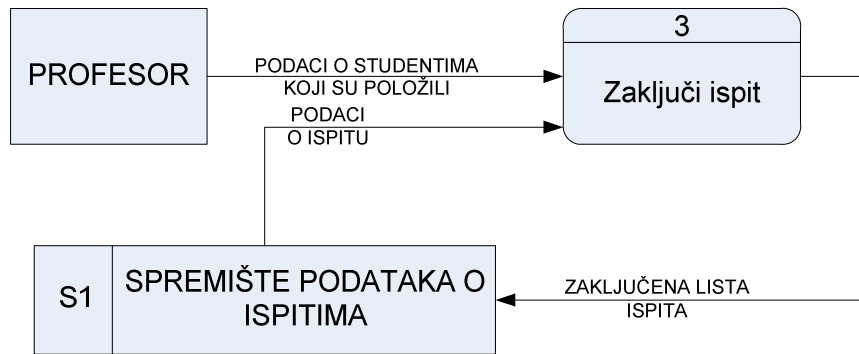 PROFESOR
PODACI O STUDENTIMA
KOJI SU POLOŽILI
3
Zaključi ispit
PODACI
O ISPITU
S1
SPREMIŠTE PODATAKA O
ISPITIMA
ZAKLJUČENA LISTA
ISPITA